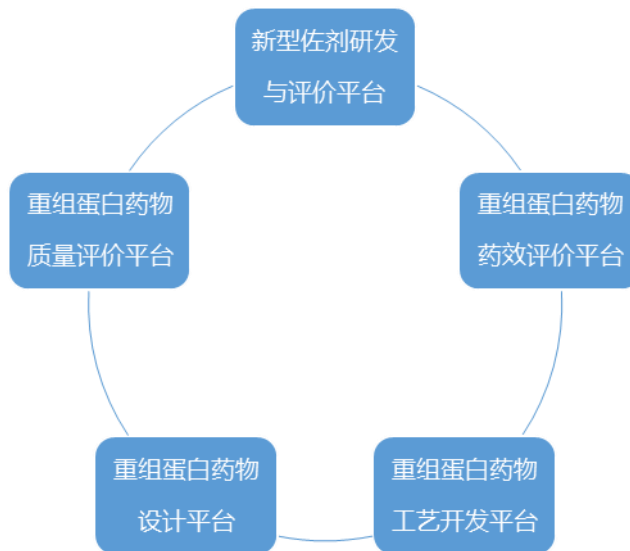 新型佐剂研发
与评价平台
重组蛋白药物
质量评价平台
重组蛋白药物
药效评价平台
重组蛋白药物
设计平台
重组蛋白药物
工艺开发平台